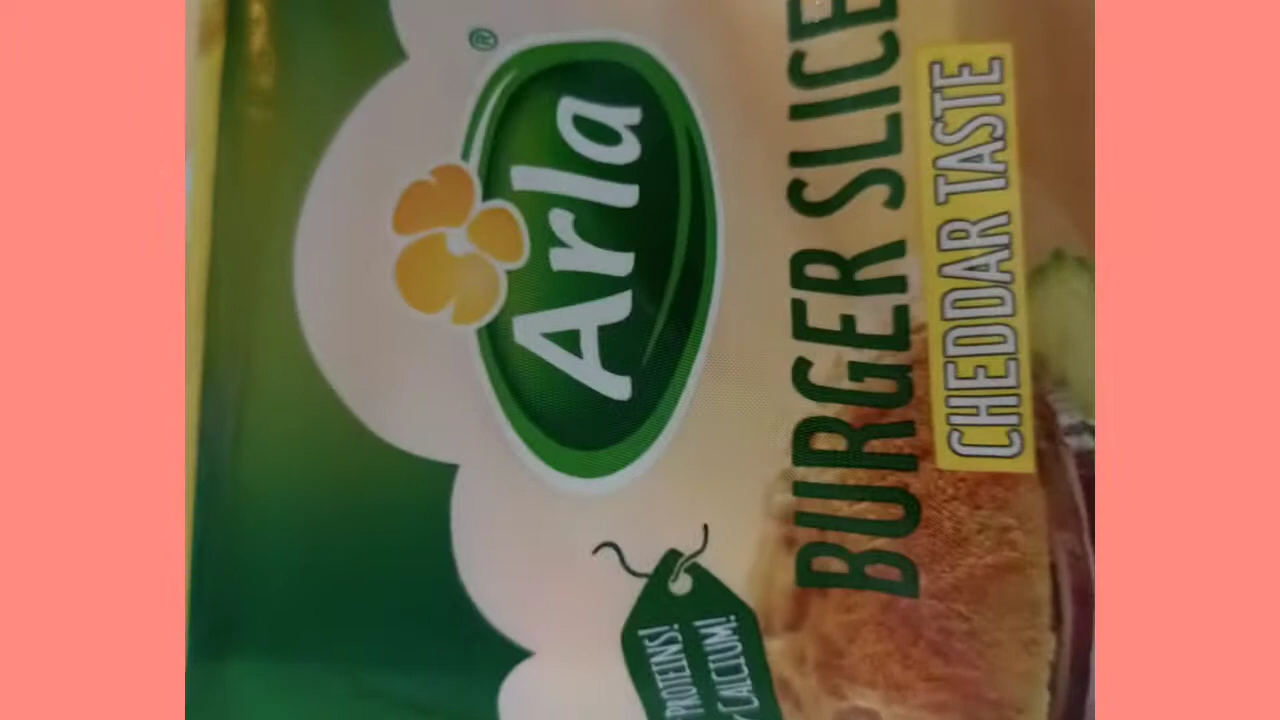 Arla
®
BURGER SLICE
CHEDDAR TASTE
PROTEINS!
CALCIUM!